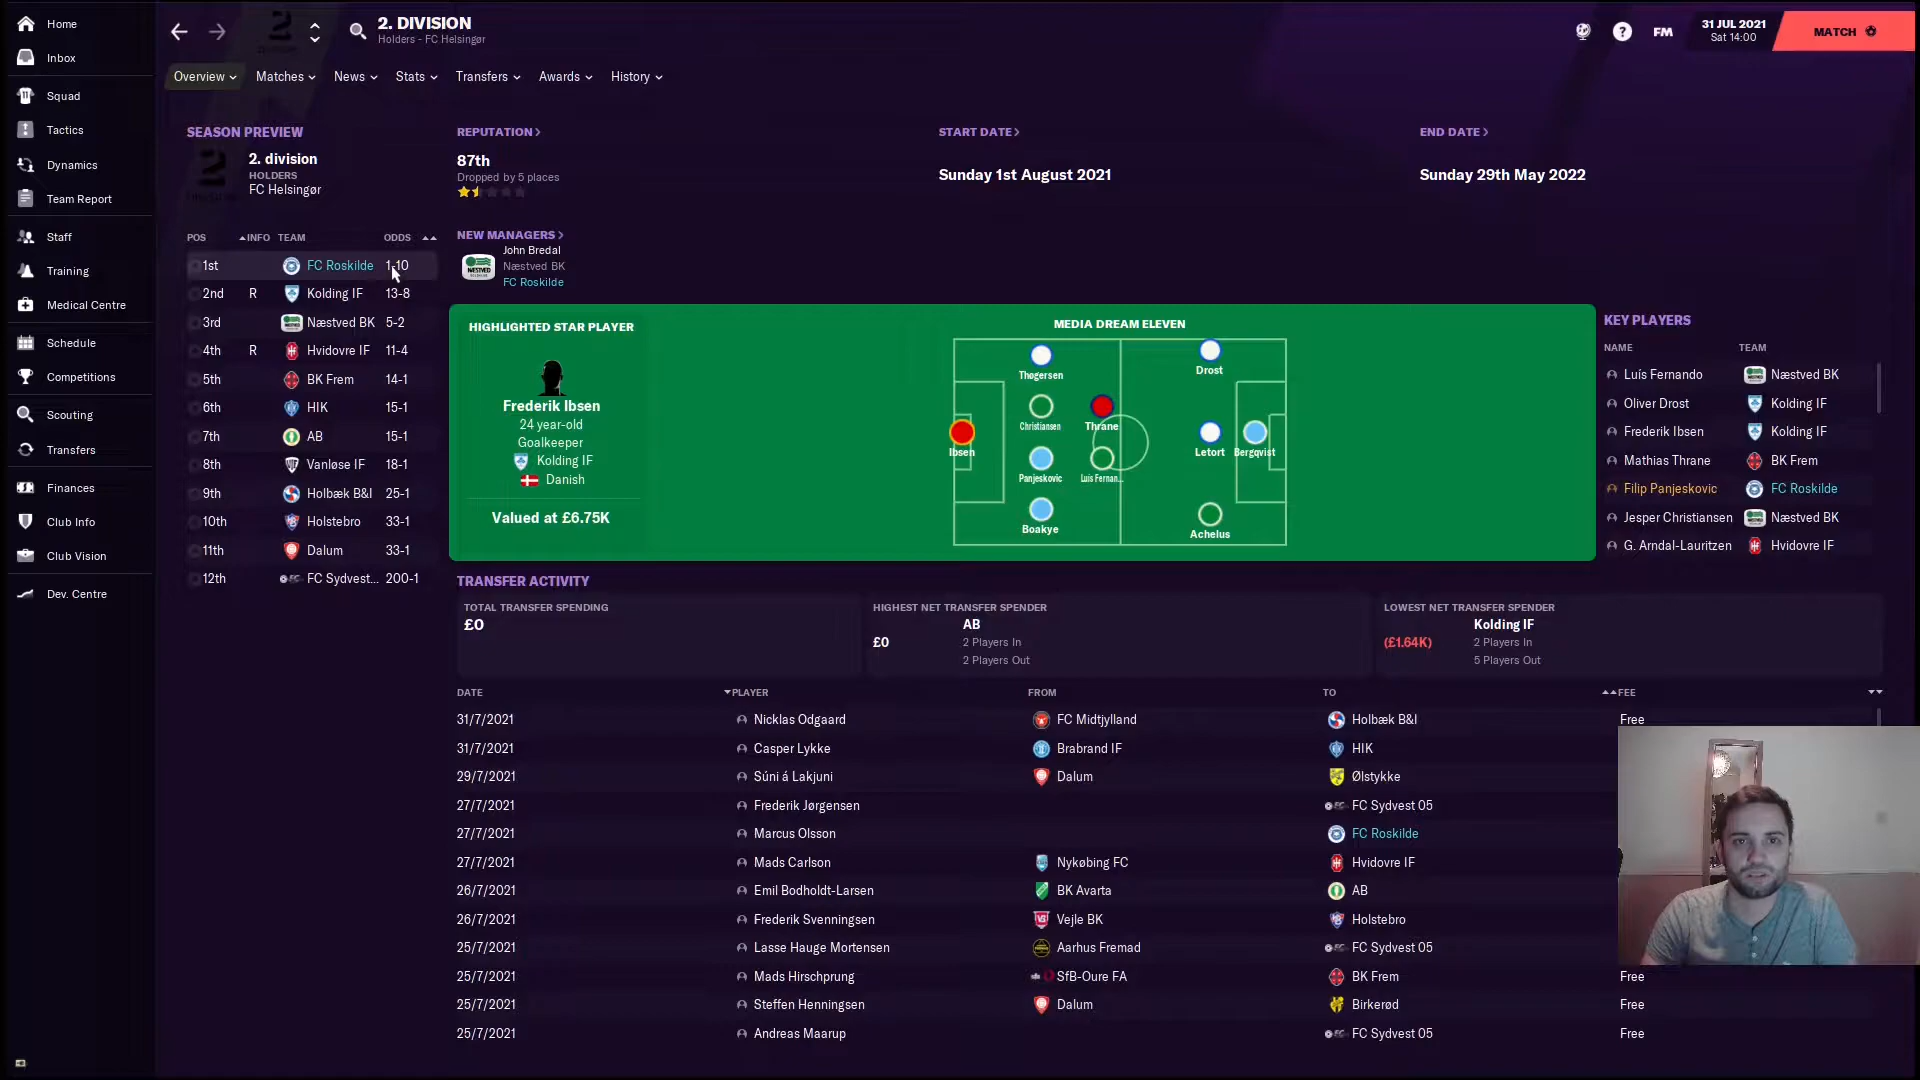 Home
Inbox
Squad
Tactics
Dynamics
Team Report
Staff
Training
Medical Centre
Schedule
Competitions
Scouting
Transfers
Finances
Club Info
Club Vision
Dev. Centre
2. DIVISION
Holders - FC Helsingør
FM
31 JUL 2021
Sat 14:00
MATCH
Overview Matches News Stats Transfers Awards History
SEASON PREVIEW
2. division
HOLDERS
FC Helsingør
POS INFO TEAM ODDS
1st FC Roskilde 1-10
2nd R Kolding IF 13-8
3rd Næstved BK 5-2
4th R Hvidovre IF 11-4
5th BK Frem 14-1
6th HIK 15-1
7th AB 15-1
8th Vanløse IF 18-1
9th Holbæk B&I 25-1
10th Holstebro 33-1
11th Dalum 33-1
12th FC Sydvest... 200-1
REPUTATION
87th
Dropped by 5 places
START DATE
Sunday 1st August 2021
END DATE
Sunday 29th May 2022
NEW MANAGERS
John Bredal
Næstved BK
FC Roskilde
HIGHLIGHTED STAR PLAYER
Frederik Ibsen
24 year-old
Goalkeeper
Kolding IF
Danish
Valued at £6.75K
MEDIA DREAM ELEVEN
Thøgersen
Drost
Christiansen
Thrane
Ibsen
Panjeskovic
Luís Fernan...
Letort
Bergqvist
Boakye
Achelus
KEY PLAYERS
NAME TEAM
Luís Fernando Næstved BK
Oliver Drost Kolding IF
Frederik Ibsen Kolding IF
Mathias Thrane BK Frem
Filip Panjeskovic FC Roskilde
Jesper Christiansen Næstved BK
G. Arndal-Lauritzen Hvidovre IF
TRANSFER ACTIVITY
TOTAL TRANSFER SPENDING
£0
HIGHEST NET TRANSFER SPENDER
AB
£0
2 Players In
2 Players Out
LOWEST NET TRANSFER SPENDER
Kolding IF
(£1.64K)
2 Players In
5 Players Out
DATE PLAYER FROM TO FEE
31/7/2021 Nicklas Odgaard FC Midtjylland Holbæk B&I Free
31/7/2021 Casper Lykke Brabrand IF HIK
29/7/2021 Súni á Lakjuni Dalum Ølstykke
27/7/2021 Frederik Jørgensen FC Sydvest 05
27/7/2021 Marcus Olsson FC Roskilde
27/7/2021 Mads Carlson Nykøbing FC Hvidovre IF
26/7/2021 Emil Bodholdt-Larsen BK Avarta AB
26/7/2021 Frederik Svenningsen Vejle BK Holstebro
25/7/2021 Lasse Hauge Mortensen Aarhus Fremad FC Sydvest 05
25/7/2021 Mads Hirschprung SfB-Oure FA BK Frem Free
25/7/2021 Steffen Henningsen Dalum Birkerød Free
25/7/2021 Andreas Maarup FC Sydvest 05 Free